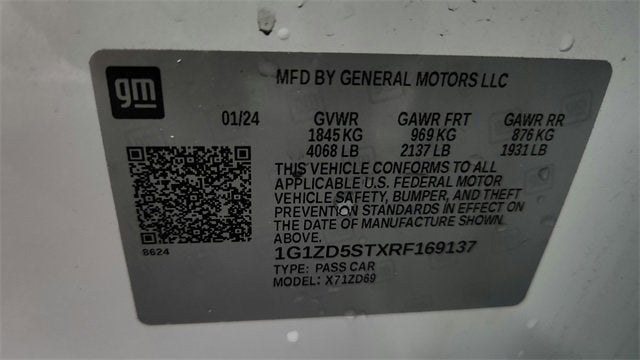 gm
MFD BY GENERAL MOTORS LLC
01/24 GVWR GAWR FRT GAWR RR
1845 KG 969 KG 876 KG
4068 LB 2137 LB 1931 LB
THIS VEHICLE CONFORMS TO ALL
APPLICABLE U.S. FEDERAL MOTOR
VEHICLE SAFETY, BUMPER, AND THEFT
PREVENTION STANDARDS IN EFFECT ON
THE DATE OF MANUFACTURE SHOWN
ABOVE.
8624
1G1ZD5STXRF169137
TYPE: PASS CAR
MODEL: X71ZD69